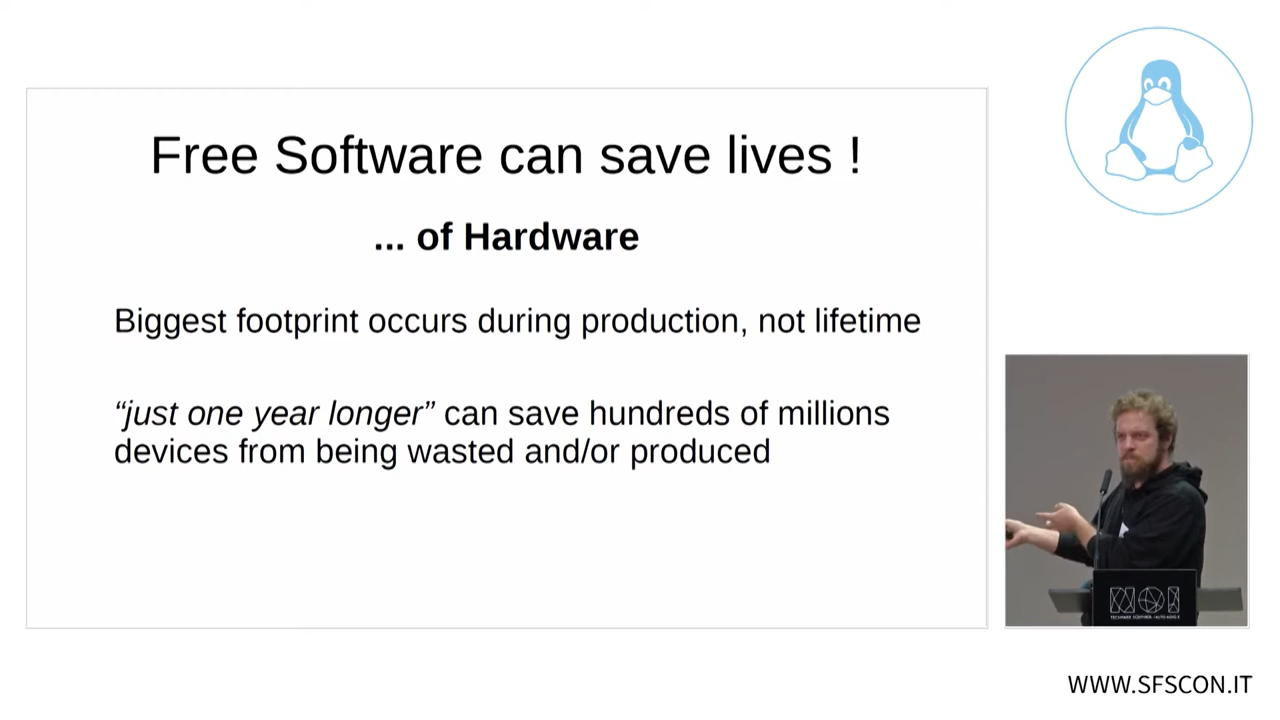 Free Software can save lives !
... of Hardware
Biggest footprint occurs during production, not lifetime
“just one year longer” can save hundreds of millions
devices from being wasted and/or produced
NOI
WWW.SFSCON.IT